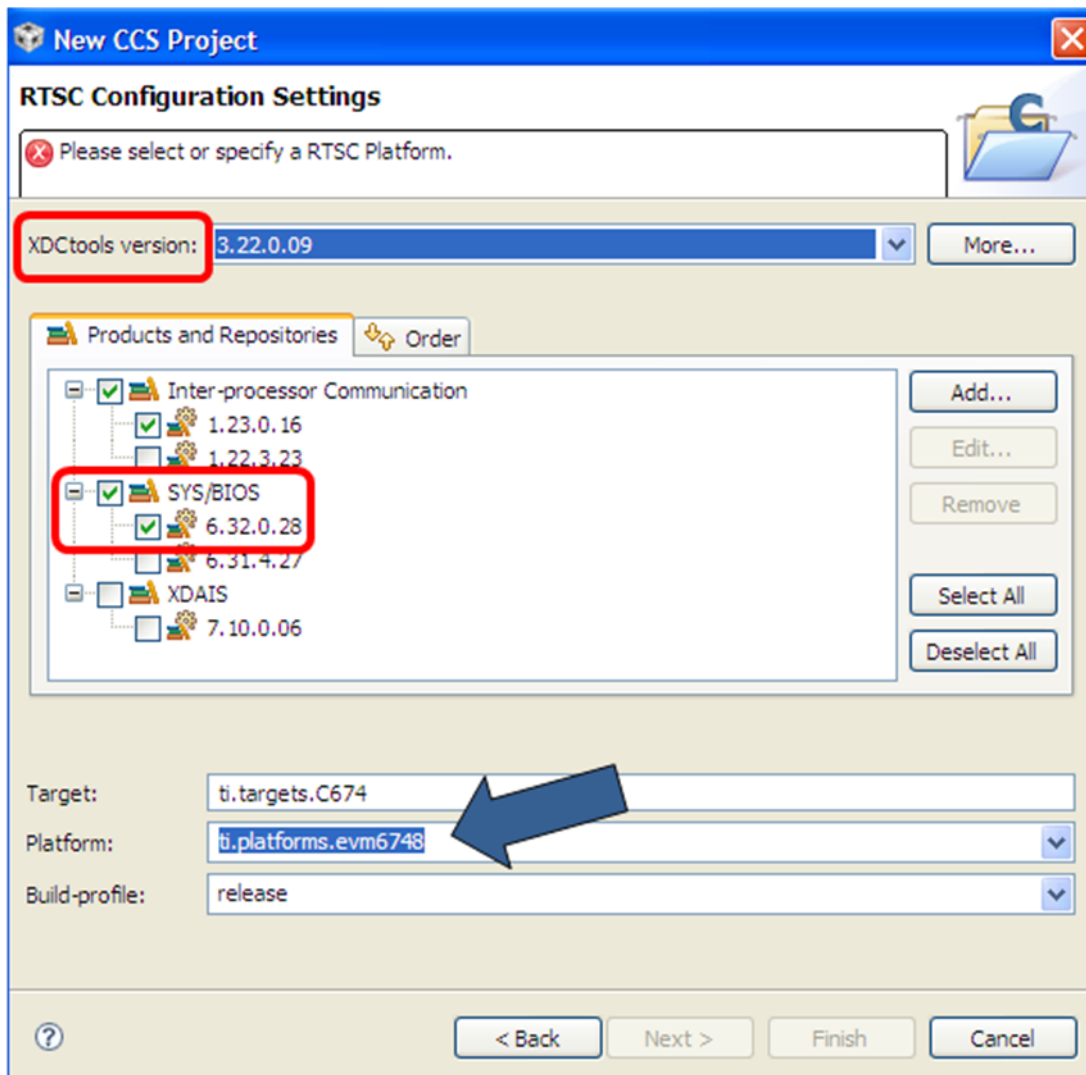 New CCS Project
RTSC Configuration Settings
Please select or specify a RTSC Platform.
XDCtools version: 3.22.0.09 More...
Products and Repositories Order
Inter-processor Communication Add...
1.23.0.16
1.22.3.23 Edit...
SYS/BIOS Remove
6.32.0.28
6.31.4.27
XDAIS Select All
7.10.0.06
Deselect All
Target: ti.targets.C674
Platform: ti.platforms.evm6748
Build-profile: release
? < Back Next > Finish Cancel